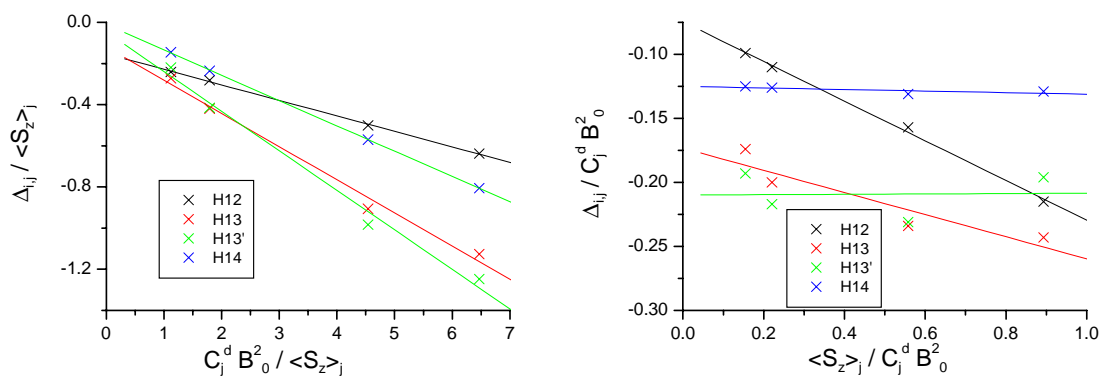 0.0
-0.4
-0.8
-1.2
Δi,j / <Sz>j
H12
H13
H13'
H14
0 1 2 3 4 5 6 7
Cjd B20 / <Sz>j
-0.10
-0.15
-0.20
-0.25
-0.30
Δi,j / Cjd B20
H12
H13
H13'
H14
0.0 0.2 0.4 0.6 0.8 1.0
<Sz>j / Cjd B20